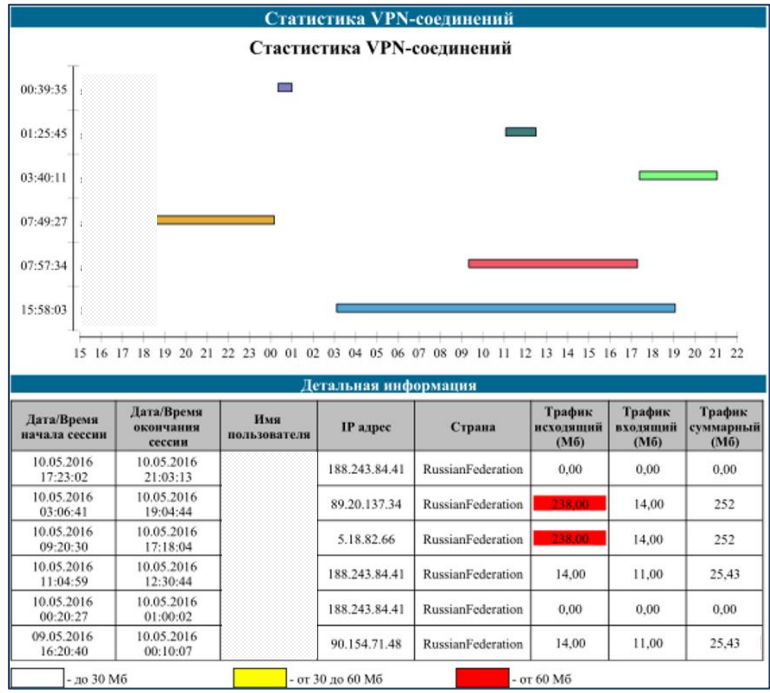 Статистика VPN-соединений
Стастистика VPN-соединений
00:39:35
01:25:45
03:40:11
07:49:27
07:57:34
15:58:03
15 16 17 18 19 20 21 22 23 00 01 02 03 04 05 06 07 08 09 10 11 12 13 14 15 16 17 18 19 20 21 22
Детальная информация
Дата/Время начала сессии Дата/Время окончания сессии Имя пользователя IP адрес Страна Трафик исходящий (Мб) Трафик входящий (Мб) Трафик суммарный (Мб)
10.05.2016 17:23:02 10.05.2016 21:03:13 188.243.84.41 RussianFederation 0,00 0,00 0,00
10.05.2016 03:06:41 10.05.2016 19:04:44 89.20.137.34 RussianFederation 238,00 14,00 252
10.05.2016 09:20:30 10.05.2016 17:18:04 5.18.82.66 RussianFederation 238,00 14,00 252
10.05.2016 11:04:59 10.05.2016 12:30:44 188.243.84.41 RussianFederation 14,00 11,00 25,43
10.05.2016 00:20:27 10.05.2016 01:00:02 188.243.84.41 RussianFederation 0,00 0,00 0,00
09.05.2016 16:20:40 10.05.2016 00:10:07 90.154.71.48 RussianFederation 14,00 11,00 25,43
- до 30 Мб - от 30 до 60 Мб - от 60 Мб